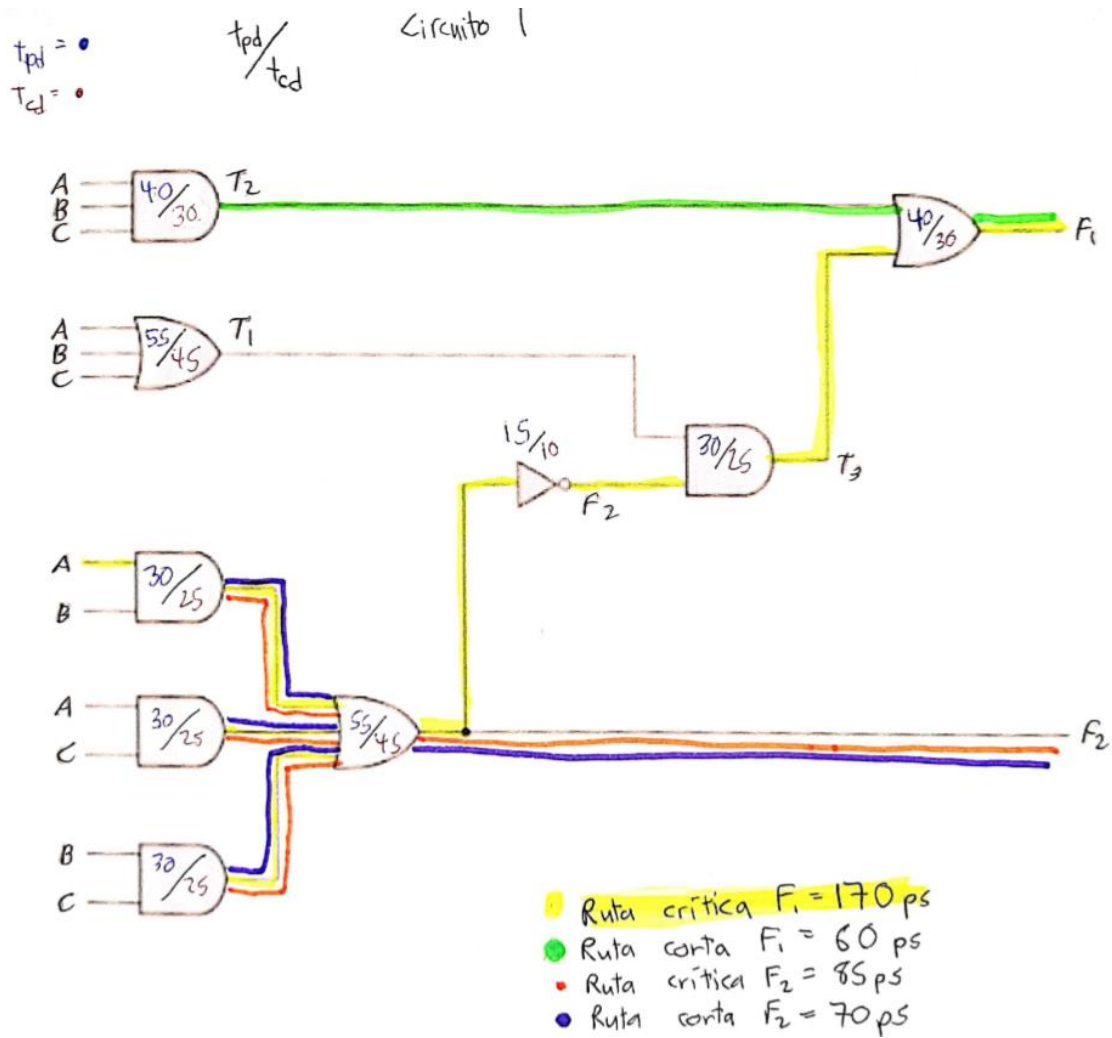 Circuito 1
tpd = •
Tcd = •
tpd/tcd
A
B
C
40/30
T2
40/30
F1
A
B
C
55/45
T1
15/10
F2
30/25
T3
A
B
30/25
A
C
30/25
55/45
F2
B
C
30/25
Ruta crítica F1 = 170 ps
Ruta corta F1 = 60 ps
Ruta crítica F2 = 85 ps
Ruta corta F2 = 70 ps